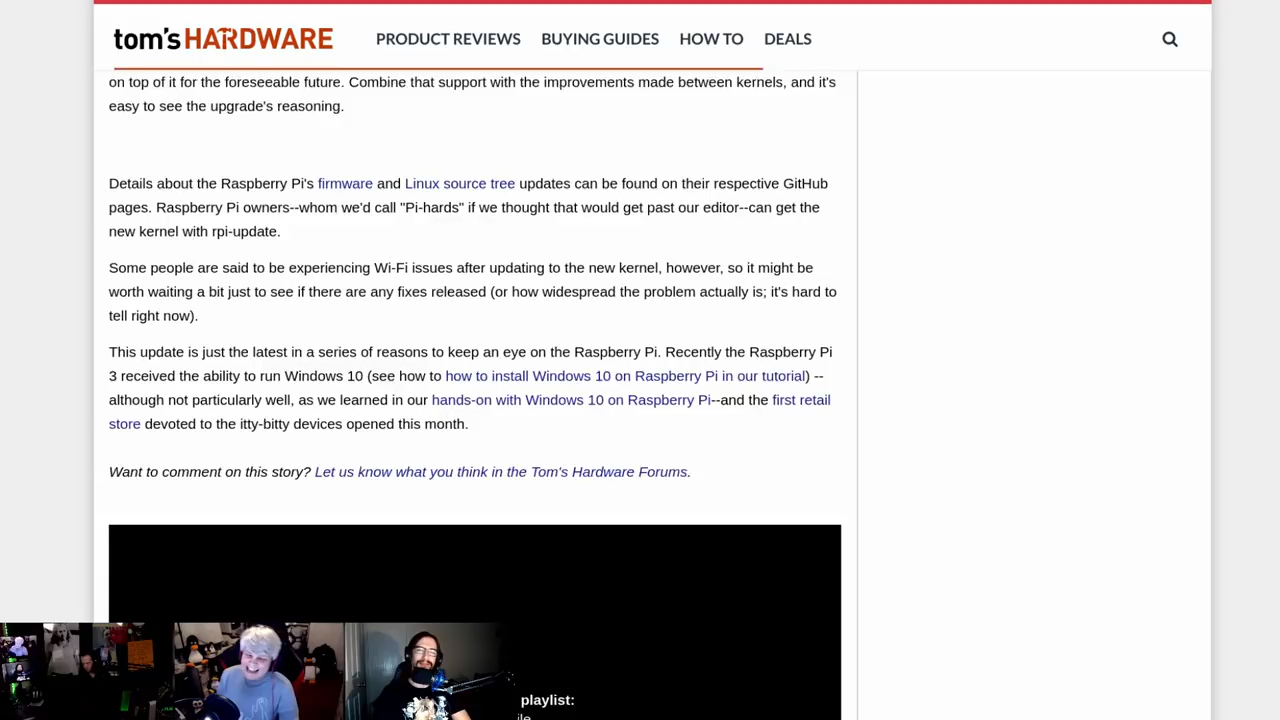 tom's HARDWARE
PRODUCT REVIEWS BUYING GUIDES HOW TO DEALS
on top of it for the foreseeable future. Combine that support with the improvements made between kernels, and it's
easy to see the upgrade's reasoning.
Details about the Raspberry Pi's firmware and Linux source tree updates can be found on their respective GitHub
pages. Raspberry Pi owners--whom we'd call "Pi-hards" if we thought that would get past our editor--can get the
new kernel with rpi-update.
Some people are said to be experiencing Wi-Fi issues after updating to the new kernel, however, so it might be
worth waiting a bit just to see if there are any fixes released (or how widespread the problem actually is; it's hard to
tell right now).
This update is just the latest in a series of reasons to keep an eye on the Raspberry Pi. Recently the Raspberry Pi
3 received the ability to run Windows 10 (see how to how to install Windows 10 on Raspberry Pi in our tutorial) --
although not particularly well, as we learned in our hands-on with Windows 10 on Raspberry Pi--and the first retail
store devoted to the itty-bitty devices opened this month.
Want to comment on this story? Let us know what you think in the Tom's Hardware Forums.
playlist: